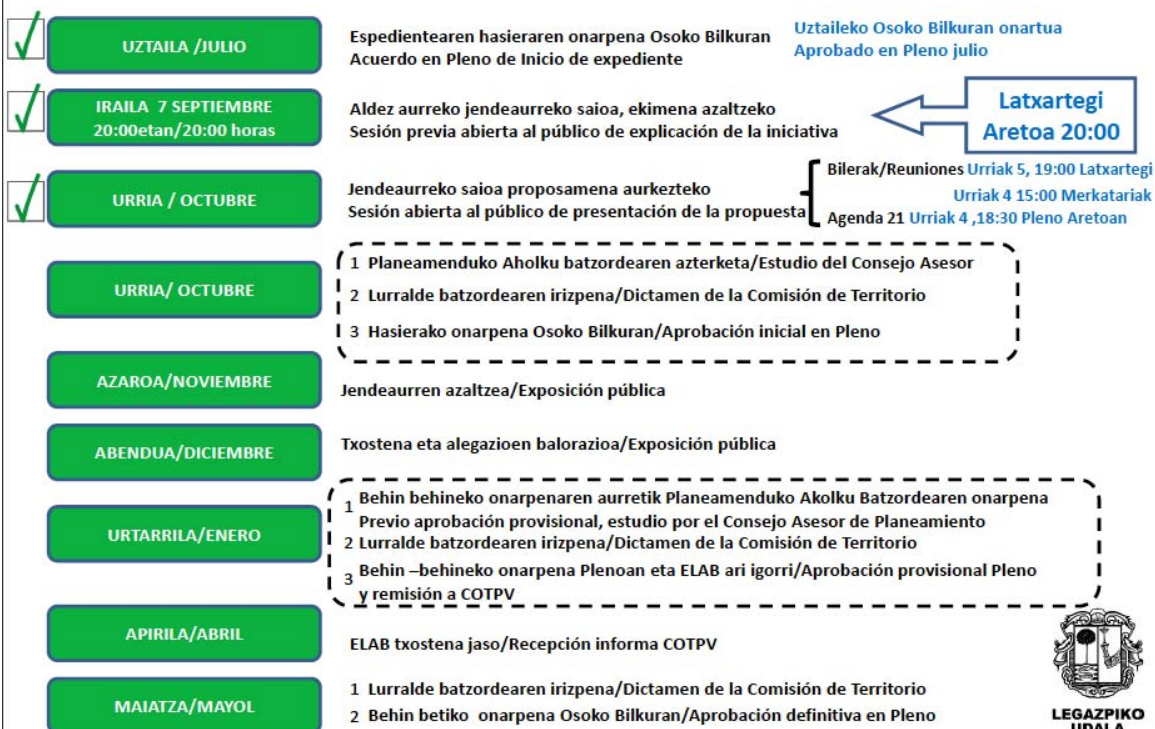 UZTAILA /JULIO
Espedientearen hasieraren onarpena Osoko Bilkuran
Acuerdo en Pleno de Inicio de expediente
Uztaileko Osoko Bilkuran onartua
Aprobado en Pleno julio
IRAILA 7 SEPTIEMBRE
20:00etan/20:00 horas
Aldez aurreko jendeaurreko saioa, ekimena azaltzeko
Sesión previa abierta al público de explicación de la iniciativa
Latxartegi
Aretoa 20:00
URRIA / OCTUBRE
Jendeaurreko saioa proposamena aurkezteko
Sesión abierta al público de presentación de la propuesta
Bilerak/Reuniones Urriak 5, 19:00 Latxartegi
Urriak 4 15:00 Merkatariak
Agenda 21 Urriak 4 ,18:30 Pleno Aretoan
URRIA/ OCTUBRE
1 Planeamenduko Aholku batzordearen azterketa/Estudio del Consejo Asesor
2 Lurralde batzordearen irizpena/Dictamen de la Comisión de Territorio
3 Hasierako onarpena Osoko Bilkuran/Aprobación inicial en Pleno
AZAROA/NOVIEMBRE
Jendeaurren azaltzea/Exposición pública
ABENDUA/DICIEMBRE
Txostena eta alegazioen balorazioa/Exposición pública
URTARRILA/ENERO
1 Behin behineko onarpenaren aurretik Planeamenduko Akolku Batzordearen onarpena
Previo aprobación provisional, estudio por el Consejo Asesor de Planeamiento
2 Lurralde batzordearen irizpena/Dictamen de la Comisión de Territorio
3 Behin –behineko onarpena Plenoan eta ELAB ari igorri/Aprobación provisional Pleno
y remisión a COTPV
APIRILA/ABRIL
ELAB txostena jaso/Recepción informa COTPV
MAIATZA/MAYOL
1 Lurralde batzordearen irizpena/Dictamen de la Comisión de Territorio
2 Behin betiko onarpena Osoko Bilkuran/Aprobación definitiva en Pleno
LEGAZPIKO
UDALA